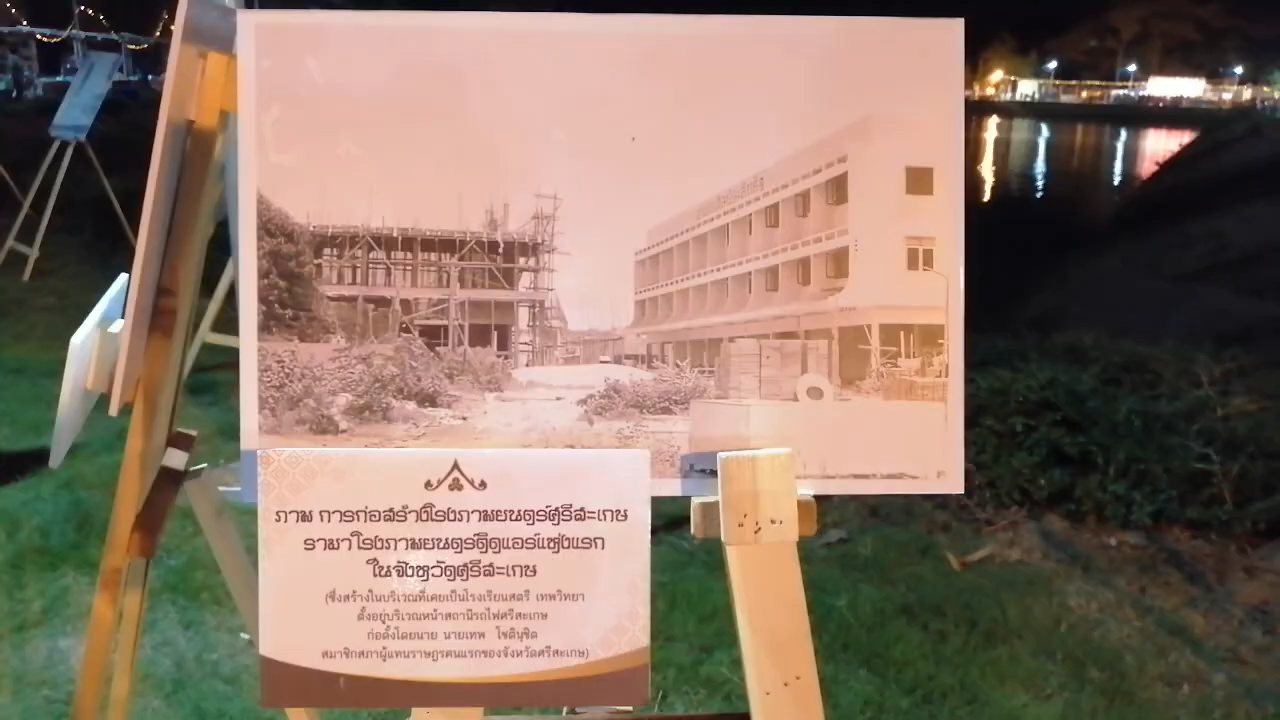 ภาพ การก่อสร้างโรงภาพยนตร์ศรีสะเกษ
รามาโรงภาพยนตร์ติดแอร์แห่งแรก
ในจังหวัดศรีสะเกษ
(ซึ่งสร้างในบริเวณที่เคยเป็นโรงเรียนสตรี เทพวิทยา
ตั้งอยู่บริเวณหน้าสถานีรถไฟศรีสะเกษ
ก่อตั้งโดยนาย นายเทพ โชตินุชิต
สมาชิกสภาผู้แทนราษฎรคนแรกของจังหวัดศรีสะเกษ)